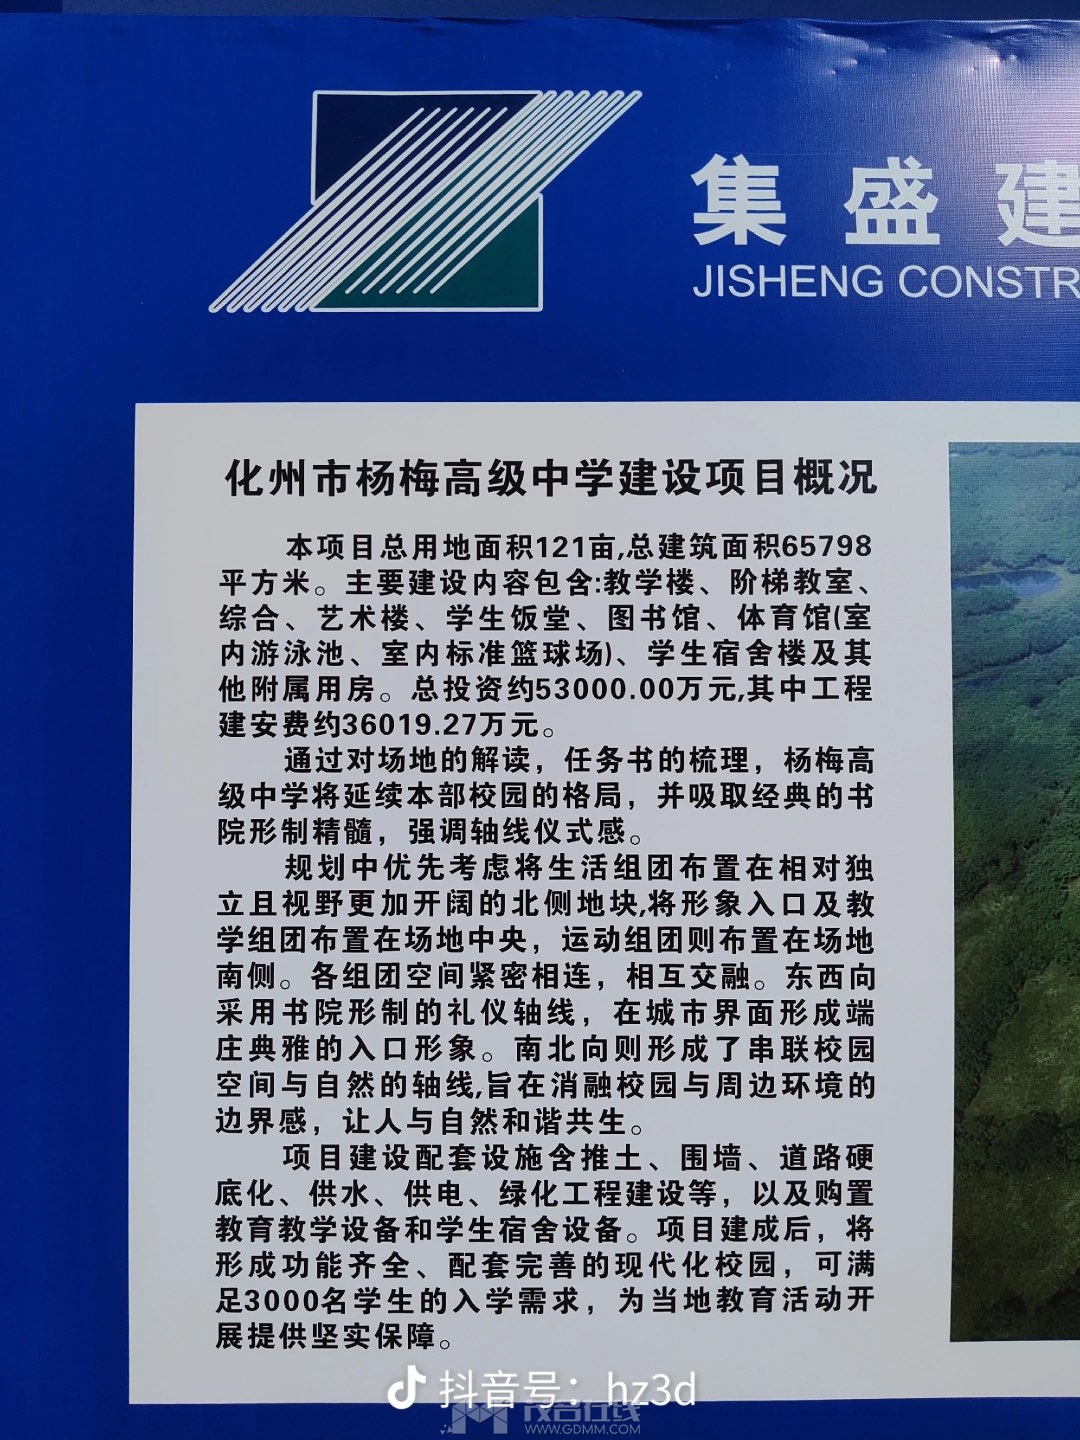 集盛建
JISHENG CONSTR
化州市杨梅高级中学建设项目概况
本项目总用地面积121亩,总建筑面积65798
平方米。主要建设内容包含:教学楼、阶梯教室、
综合、艺术楼、学生饭堂、图书馆、体育馆(室
内游泳池、室内标准篮球场)、学生宿舍楼及其
他附属用房。总投资约53000.00万元,其中工程
建安费约36019.27万元。
通过对场地的解读，任务书的梳理，杨梅高
级中学将延续本部校园的格局，并吸取经典的书
院形制精髓，强调轴线仪式感。
规划中优先考虑将生活组团布置在相对独
立且视野更加开阔的北侧地块,将形象入口及教
学组团布置在场地中央，运动组团则布置在场地
南侧。各组团空间紧密相连，相互交融。东西向
采用书院形制的礼仪轴线，在城市界面形成端
庄典雅的入口形象。南北向则形成了串联校园
空间与自然的轴线,旨在消融校园与周边环境的
边界感，让人与自然和谐共生。
项目建设配套设施含推土、围墙、道路硬
底化、供水、供电、绿化工程建设等，以及购置
教育教学设备和学生宿舍设备。项目建成后，将
形成功能齐全、配套完善的现代化校园，可满
足3000名学生的入学需求，为当地教育活动开
展提供坚实保障。
抖音号：hz3d
茂名在线
WWW.GDMM.COM